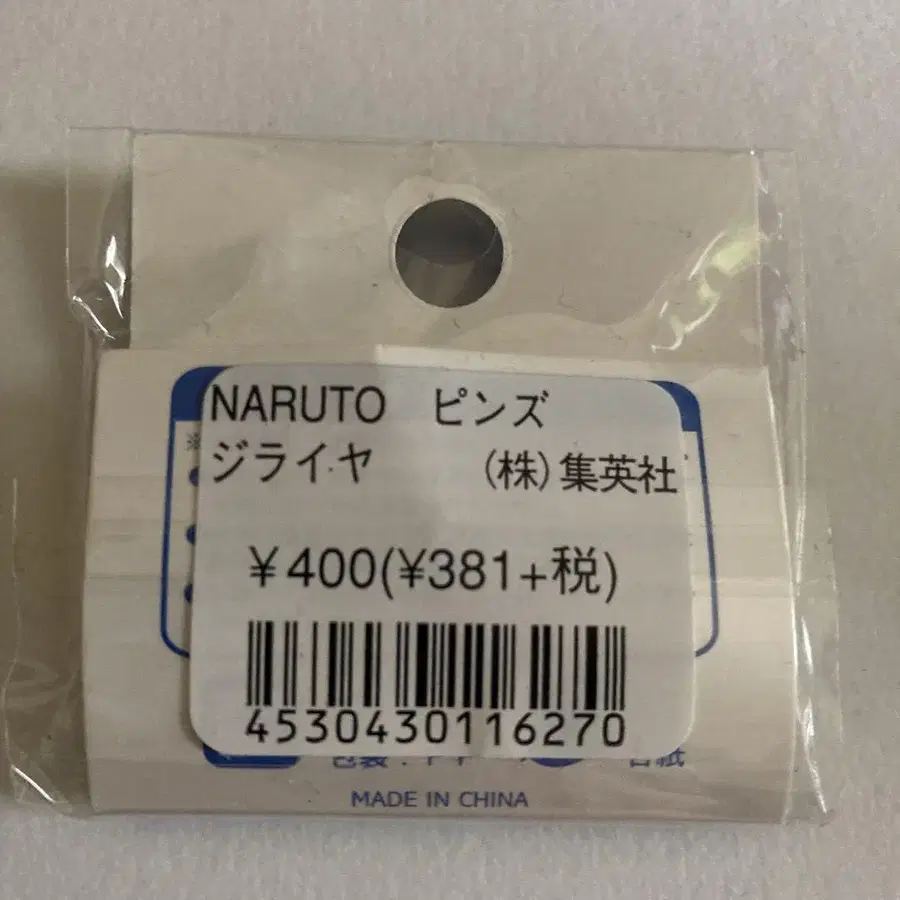 NARUTO ピンズ
ジライヤ (株)集英社
¥400(¥381+税)
4530430116270
MADE IN CHINA